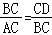 BC/AC = CD/BC